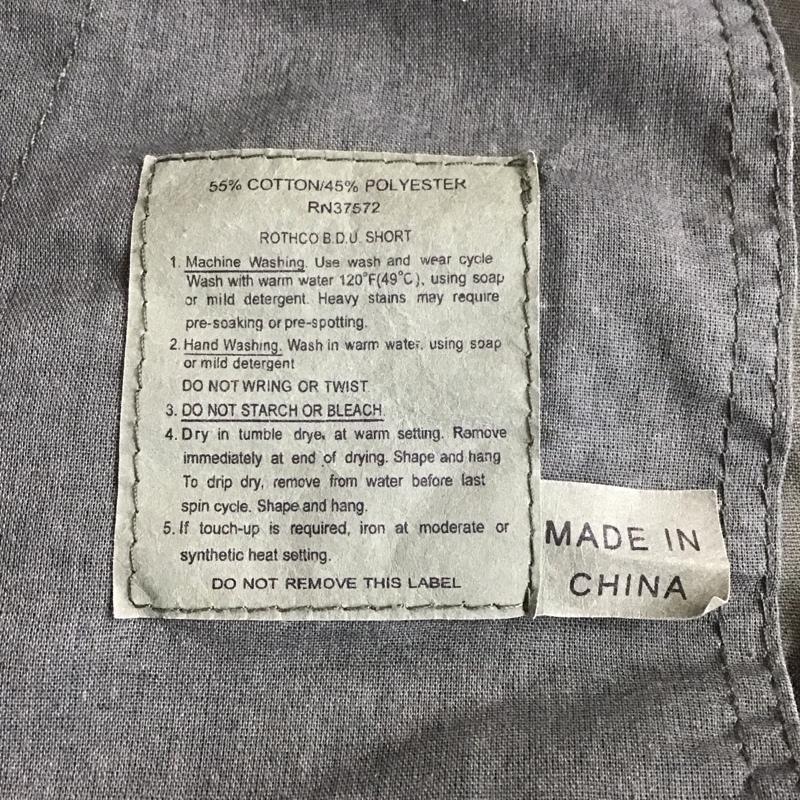 55% COTTON/45% POLYESTER
RN37572
ROTHCO B.D.U. SHORT
1. Machine Washing. Use wash and wear cycle
Wash with warm water 120°F(49°C), using soap
or mild detergent. Heavy stains may require
pre-soaking or pre-spotting.
2. Hand Washing. Wash in warm water, using soap
or mild detergent
DO NOT WRING OR TWIST
3. DO NOT STARCH OR BLEACH.
4. Dry in tumble drye, at warm setting. Remove
immediately at end of drying. Shape and hang
To drip dry, remove from water before last
spin cycle. Shape and hang.
5. If touch-up is required, iron at moderate or
synthetic heat setting.
DO NOT REMOVE THIS LABEL
MADE IN
CHINA